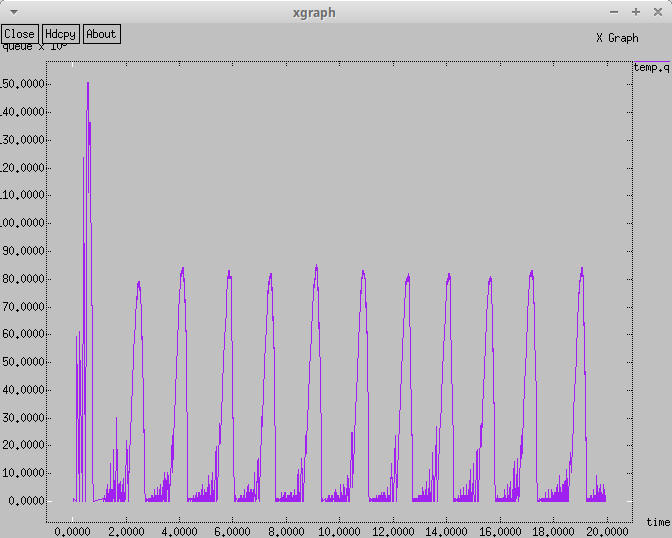 xgraph
Close Hdcpy About
X Graph
queue x 10
temp.q
50.0000
40.0000
30.0000
20.0000
10.0000
00.0000
90.0000
80.0000
70.0000
60.0000
50.0000
40.0000
30.0000
20.0000
10.0000
0.0000
time
0.0000 2.0000 4.0000 6.0000 8.0000 10.0000 12.0000 14.0000 16.0000 18.0000 20.0000